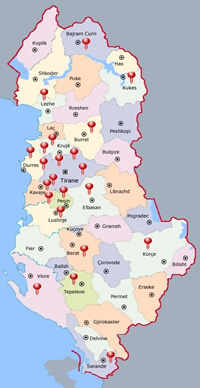 Bajram Curri
Koplik
Has
Shkoder
Puke
Kukes
Lezhe
Rreshen
Laç
Peshkopi
Burrel
Krujë
Bulqize
Durres
Tirane
Kavaje
Librazhd
Peqin
Elbasan
Lushnje
Pogradec
Gramsh
Kuçove
Fier
Berat
Korçe
Ballsh
Çorovode
Bilisht
Vlore
Tepelene
Erseke
Permet
Gjirokaster
Delvine
Sarande